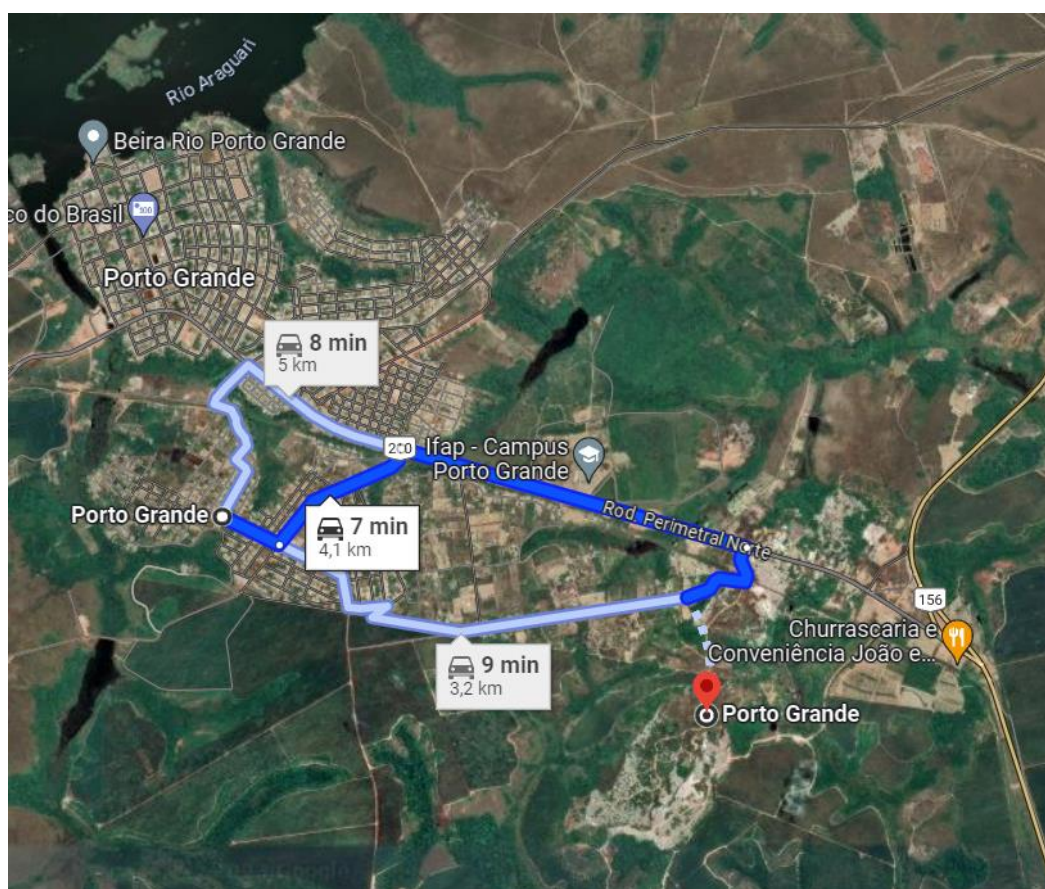 Rio Araguari
Beira Rio Porto Grande
co do Brasil
Porto Grande
8 min
5 km
210
Ifap - Campus
Porto Grande
Porto Grande
7 min
4,1 km
Rod. Perimetral Norte
156
Churrascaria e
Conveniência João e...
9 min
3,2 km
Porto Grande